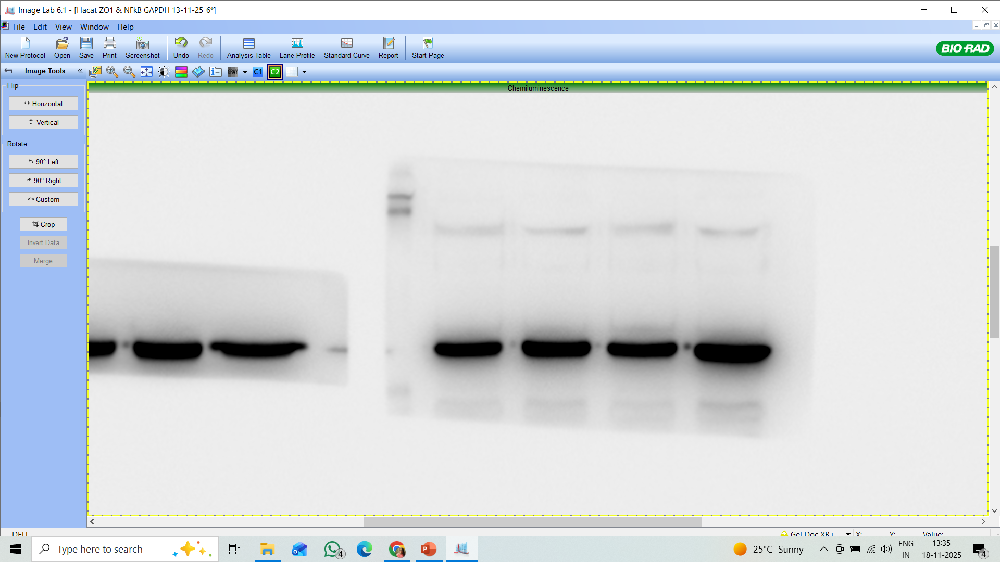 Image Lab 6.1 - [Hacat ZO1 & NFkB GAPDH 13-11-25_6*]
File Edit View Window Help
New Protocol Open Save Print Screenshot Undo Redo Analysis Table Lane Profile Standard Curve Report Start Page
BIO-RAD
Image Tools
GRAY C1 C2
Chemiluminescence
Flip
Horizontal
Vertical
Rotate
90° Left
90° Right
Custom
Crop
Invert Data
Merge
Gel Doc XR+ X: Y: Value:
Type here to search
4
25°C Sunny
ENG
IN
13:35
18-11-2025
4